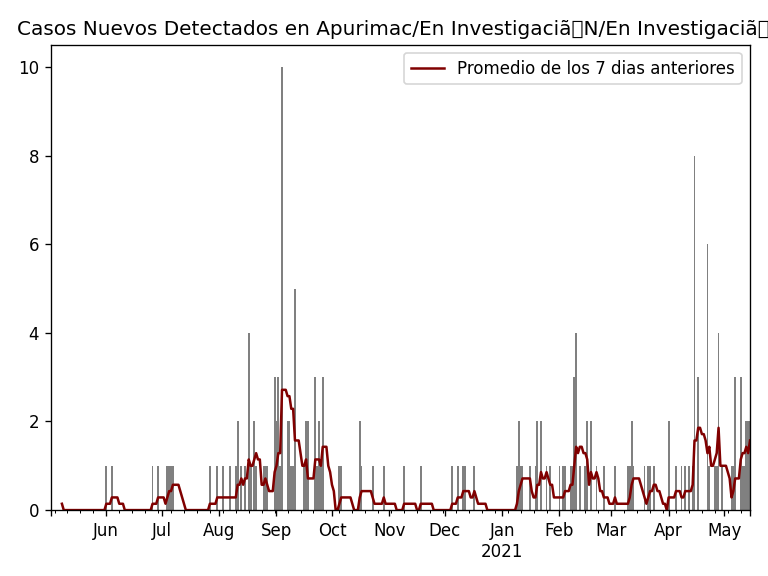 Casos Nuevos Detectados en Apurimac/En Investigaciã▯N/En Investigaciã▯
Promedio de los 7 dias anteriores
10
8
6
4
2
0
Jun Jul Aug Sep Oct Nov Dec Jan Feb Mar Apr May
2021